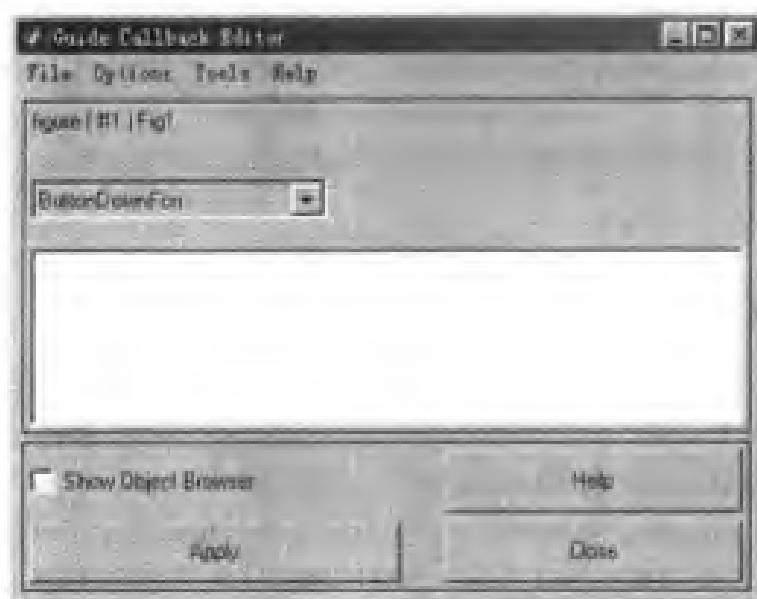 Guide Callback Editor
File Options Tools Help
figure ( #1 ) Fig1
ButtonDownFcn
Show Object Browser
Help
Apply
Close